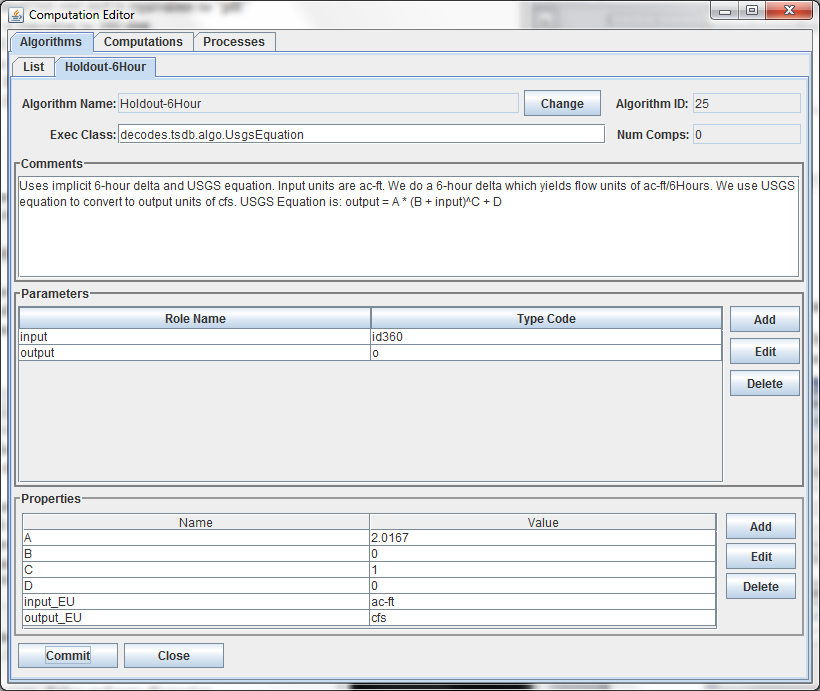 Computation Editor
Algorithms Computations Processes
List Holdout-6Hour
Algorithm Name: Holdout-6Hour Change Algorithm ID: 25
Exec Class: decodes.tsdb.algo.UsgsEquation Num Comps: 0
Comments
Uses implicit 6-hour delta and USGS equation. Input units are ac-ft. We do a 6-hour delta which yields flow units of ac-ft/6Hours. We use USGS
equation to convert to output units of cfs. USGS Equation is: output = A * (B + input)^C + D
Parameters
Role Name Type Code Add
input id360
output o Edit
Delete
Properties
Name Value Add
A 2.0167
B 0 Edit
C 1
D 0 Delete
input_EU ac-ft
output_EU cfs
Commit Close